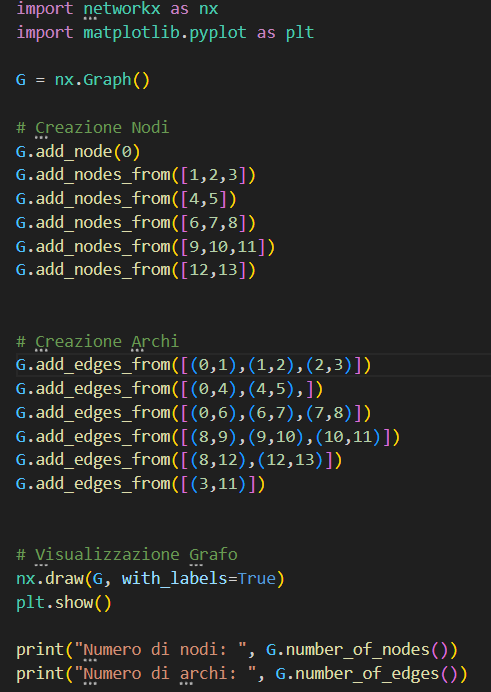 import networkx as nx
import matplotlib.pyplot as plt
G = nx.Graph()
# Creazione Nodi
G.add_node(0)
G.add_nodes_from([1,2,3])
G.add_nodes_from([4,5])
G.add_nodes_from([6,7,8])
G.add_nodes_from([9,10,11])
G.add_nodes_from([12,13])
# Creazione Archi
G.add_edges_from([(0,1),(1,2),(2,3)])
G.add_edges_from([(0,4),(4,5),])
G.add_edges_from([(0,6),(6,7),(7,8)])
G.add_edges_from([(8,9),(9,10),(10,11)])
G.add_edges_from([(8,12),(12,13)])
G.add_edges_from([(3,11)])
# Visualizzazione Grafo
nx.draw(G, with_labels=True)
plt.show()
print("Numero di nodi: ", G.number_of_nodes())
print("Numero di archi: ", G.number_of_edges())